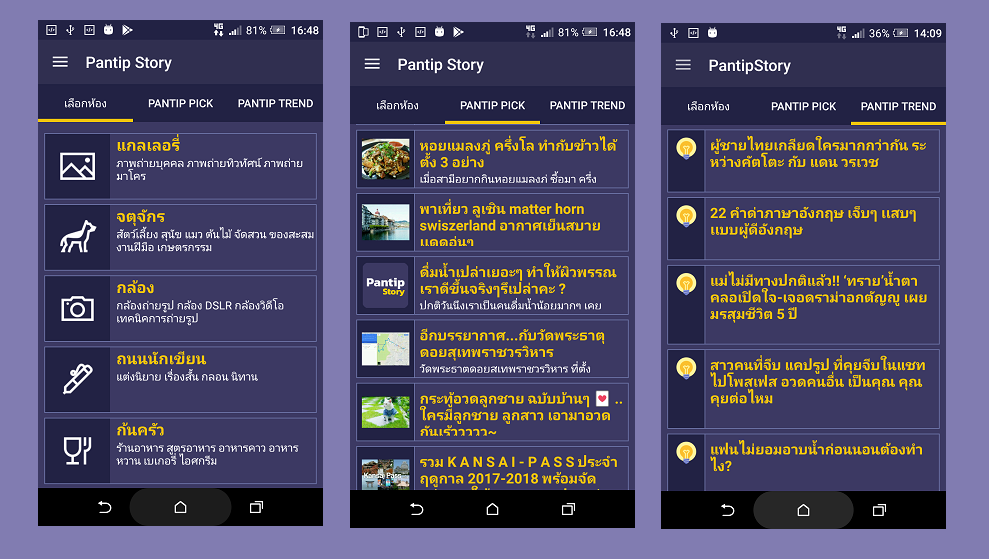 81% 16:48
Pantip Story
เลือกห้อง PANTIP PICK PANTIP TREND
แกลเลอรี่
ภาพถ่ายบุคคล ภาพถ่ายทิวทัศน์ ภาพถ่าย
มาโคร
จตุจักร
สัตว์เลี้ยง สุนัข แมว ต้นไม้ จัดสวน ของสะสม
งานฝีมือ เกษตรกรรม
กล้อง
กล้องถ่ายรูป กล้อง DSLR กล้องวิดีโอ
เทคนิคการถ่ายรูป
ถนนนักเขียน
แต่งนิยาย เรื่องสั้น กลอน นิทาน
ก้นครัว
ร้านอาหาร สูตรอาหาร อาหารคาว อาหาร
หวาน เบเกอรี่ ไอศกรีม
4G 81% 16:48
Pantip Story
เลือกห้อง PANTIP PICK PANTIP TREND
หอยแมลงภู่ ครึ่งโล ทำกับข้าวได้
ตั้ง 3 อย่าง
เมื่อสามีอยากกินหอยแมลงภู่ ซื้อมา ครึ่ง
พาเที่ยว ลูเซิน matter horn
swiszerland อากาศเย็นสบาย
แดดอุ่นๆ
Pantip
Story
ดื่มน้ำเปล่าเยอะๆ ทำให้ผิวพรรณ
เราดีขึ้นจริงๆรึเปล่าคะ ?
ปกติวันนึงเราเป็นคนดื่มน้ำน้อยมากๆ เคย
อีกบรรยากาศ...กับวัดพระธาตุ
ดอยสุเทพราชวรวิหาร
วัดพระธาตุดอยสุเทพราชวรวิหาร ที่ตั้ง
กระทู้อวดลูกชาย ฉบับบ้านๆ 💌 ..
ใครมีลูกชาย ลูกสาว เอามาอวด
กันเร้วววว~
Kansai Pass
รวม K A N S A I - P A S S ประจำ
ฤดูกาล 2017-2018 พร้อมจัด
4G 36% 14:09
PantipStory
เลือกห้อง PANTIP PICK PANTIP TREND
ผู้ชายไทยเกลียดใครมากกว่ากัน ระ
หว่างคัตโตะ กับ แดน วรเวช
22 คำด่าภาษาอังกฤษ เจ็บๆ แสบๆ
แบบผู้ดีอังกฤษ
แม่ไม่มีทางปกติแล้ว!! ‘ทราย’น้ำตา
คลอเปิดใจ-เจอดราม่าอกตัญญู เผย
มรสุมชีวิต 5 ปี
สาวคนที่จีบ แคปรูป ที่คุยจีบในแชท
ไปโพสเฟส อวดคนอื่น เป็นคุณ คุณ
คุยต่อไหม
แฟนไม่ยอมอาบน้ำก่อนนอนต้องทำ
ไง?